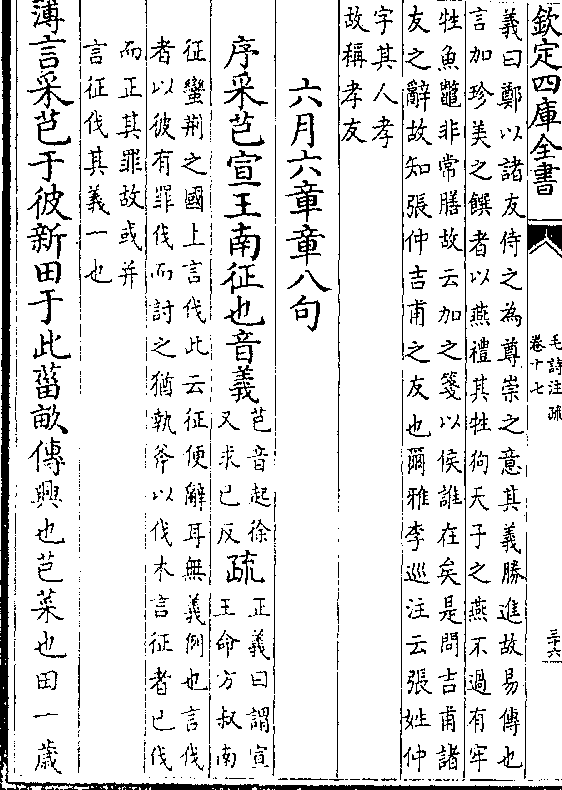 欽定四庫全書
毛詩注疏
卷十七
三十六
義曰鄭以諸友侍之為尊崇之意其義勝進故易傳也
言加珍美之饌者以燕禮其牲狗天子之燕不過有牢
牲魚鼈非常膳故云加之箋以侯誰在矣是問吉甫諸
友之辭故知張仲吉甫之友也爾雅李巡注云張姓仲
字其人孝
故稱孝友
六月六章章八句
序采芑宣王南征也音義
芑音起徐
又求己反
疏
正義曰謂宣
王命方叔南
征蠻荆之國上言伐此云征便辭耳無義例也言伐
者以彼有罪伐而討之猶執斧以伐木言征者已伐
而正其罪故或并
言征伐其義一也
薄言采芑于彼新田于此菑畝傳興也芑菜也田一歲